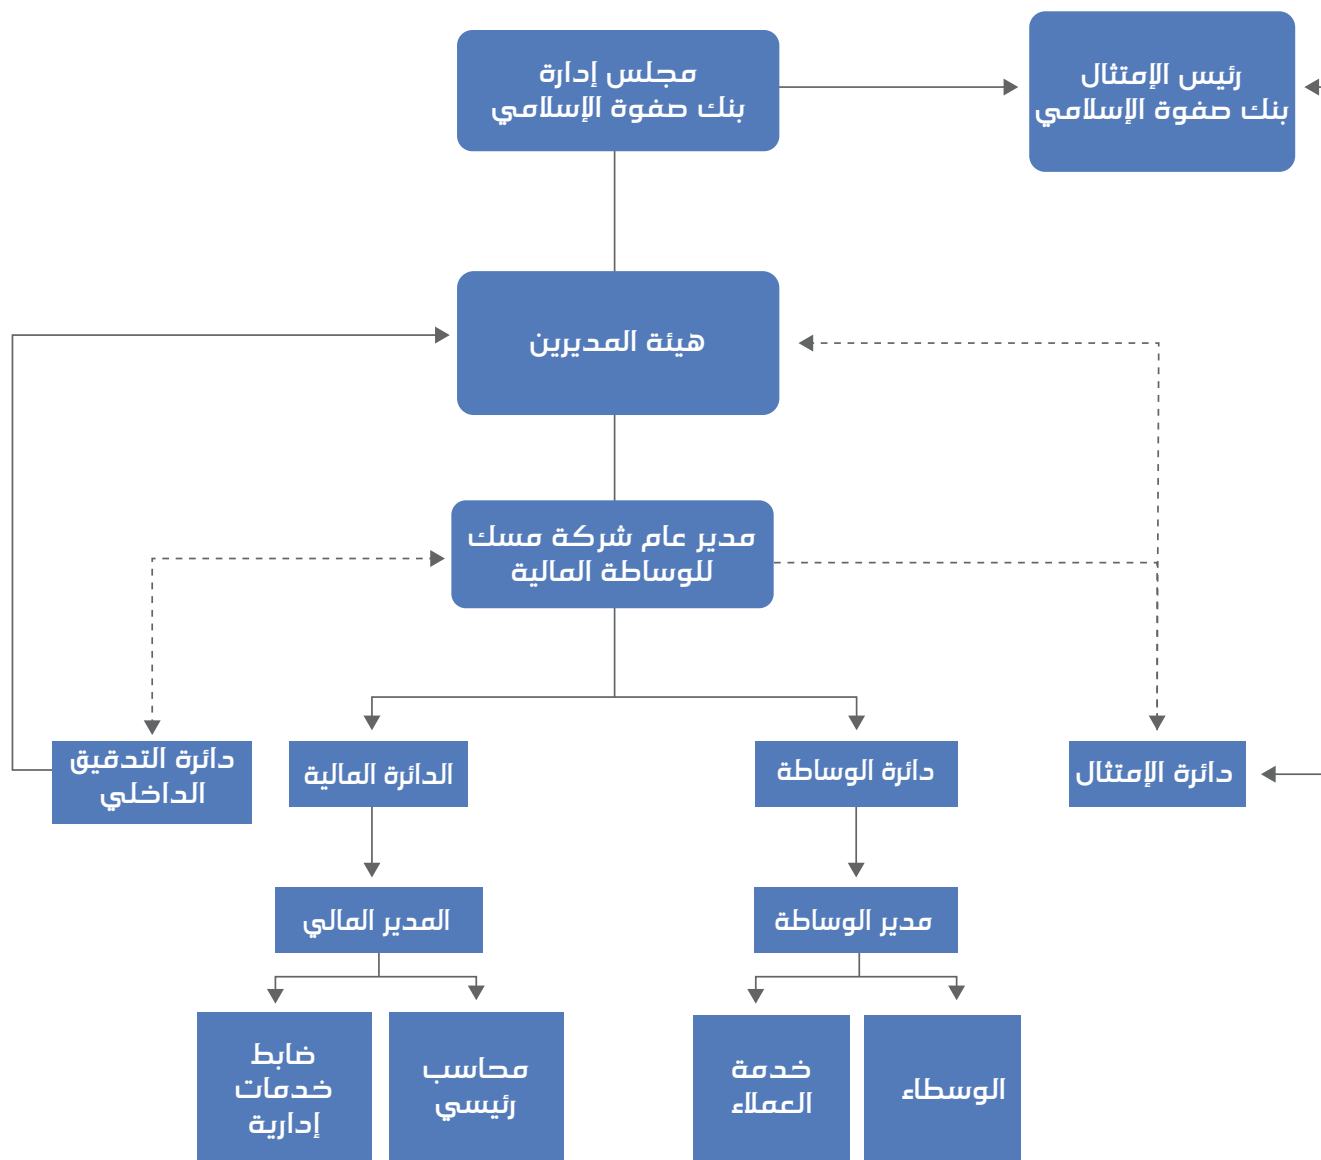 رئيس الإمتثال
بنك صفوة الإسلامي
مجلس إدارة
بنك صفوة الإسلامي
هيئة المديرين
مدير عام شركة مسك
للوساطة المالية
دائرة الإمتثال
دائرة الوساطة
الدائرة المالية
دائرة التدقيق
الداخلي
مدير الوساطة
المدير المالي
الوسطاء
خدمة
العملاء
محاسب
رئيسي
ضابط
خدمات
إدارية